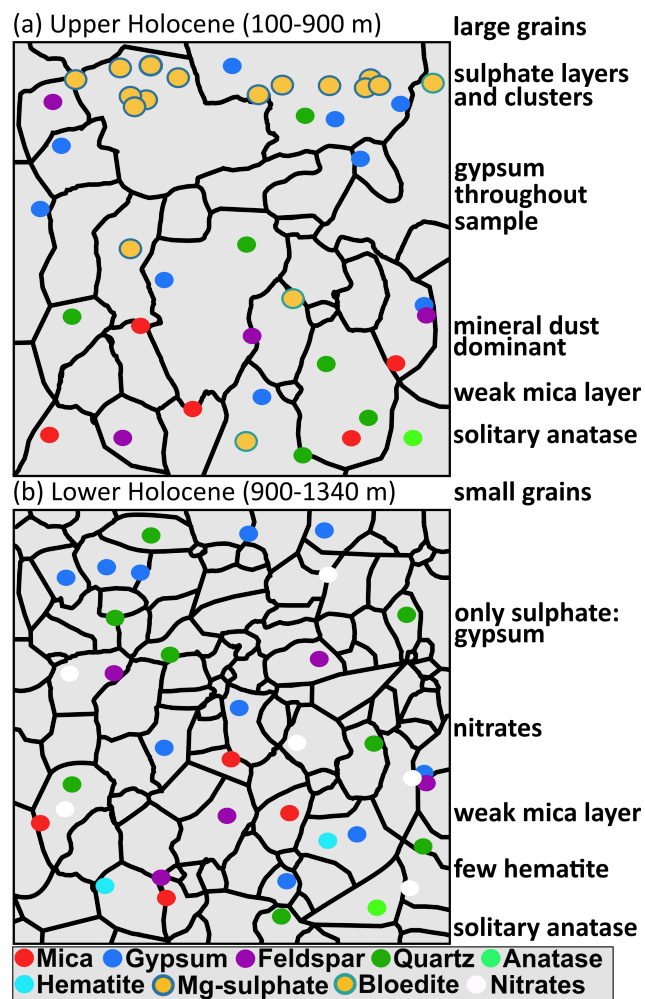 (a) Upper Holocene (100-900 m)
large grains
sulphate layers
and clusters
gypsum
throughout
sample
mineral dust
dominant
weak mica layer
solitary anatase
(b) Lower Holocene (900-1340 m)
small grains
only sulphate:
gypsum
nitrates
weak mica layer
few hematite
solitary anatase
Mica Gypsum Feldspar Quartz Anatase
Hematite Mg-sulphate Bloedite Nitrates